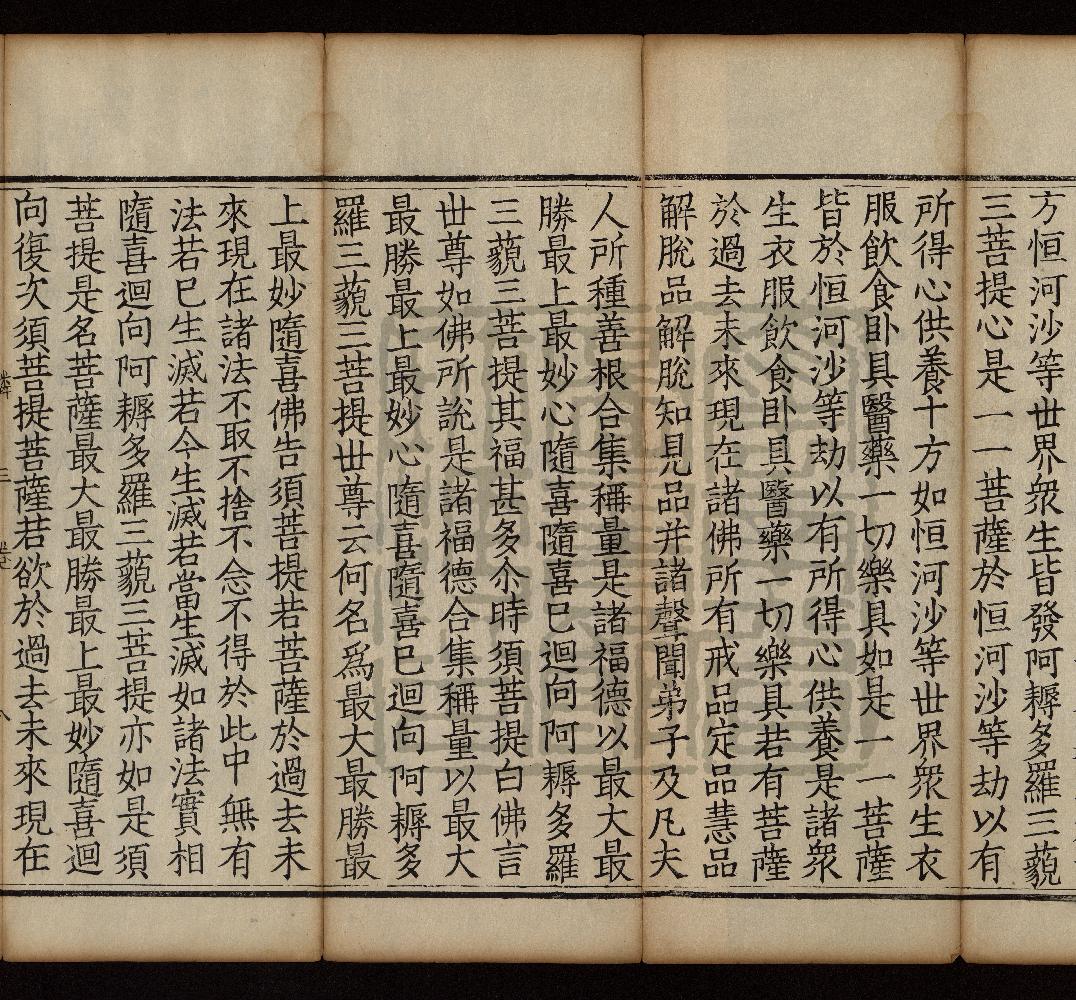 方恒河沙等世界衆生皆發阿耨多羅三藐
三菩提心是一一菩薩於恒河沙等劫以有
所得心供養十方如恒河沙等世界衆生衣
服飲食卧具醫藥一切樂具如是一一菩薩
皆於恒河沙等劫以有所得心供養是諸衆
生衣服飲食卧具醫藥一切樂具若有菩薩
於過去未來現在諸佛所有戒品定品慧品
解脫品解脫知見品并諸聲聞弟子及凡夫
人所種善根合集稱量是諸福德以最大最
勝最上最妙心隨喜隨喜已迴向阿耨多羅
三藐三菩提其福甚多尒時須菩提白佛言
世尊如佛所說是諸福德合集稱量以最大
最勝最上最妙心隨喜隨喜已迴向阿耨多
羅三藐三菩提世尊云何名爲最大最勝最
上最妙隨喜佛告須菩提若菩薩於過去未
來現在諸法不取不捨不念不得於此中無有
法若已生滅若今生滅若當生滅如諸法實相
隨喜迴向阿耨多羅三藐三菩提亦如是須
菩提是名菩薩最大最勝最上最妙隨喜迴
向復次須菩提菩薩若欲於過去未來現在